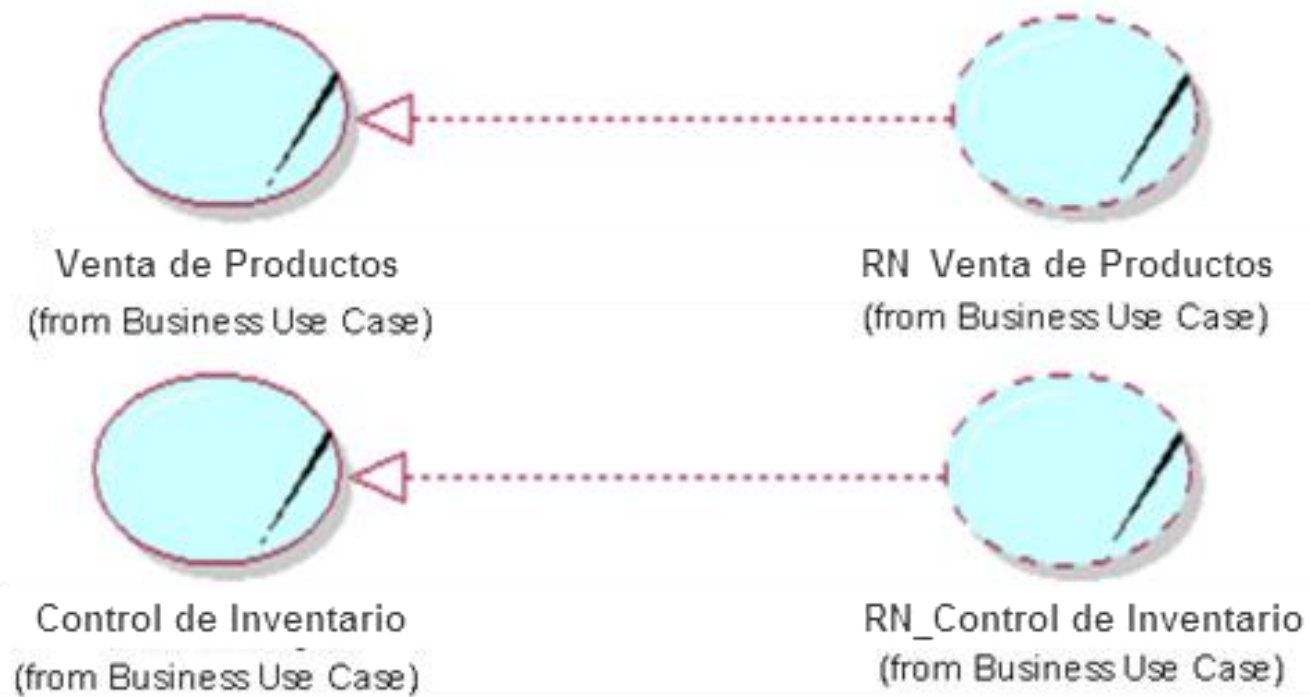 Venta de Productos
(from Business Use Case)
RN Venta de Productos
(from Business Use Case)
Control de Inventario
(from Business Use Case)
RN_Control de Inventario
(from Business Use Case)